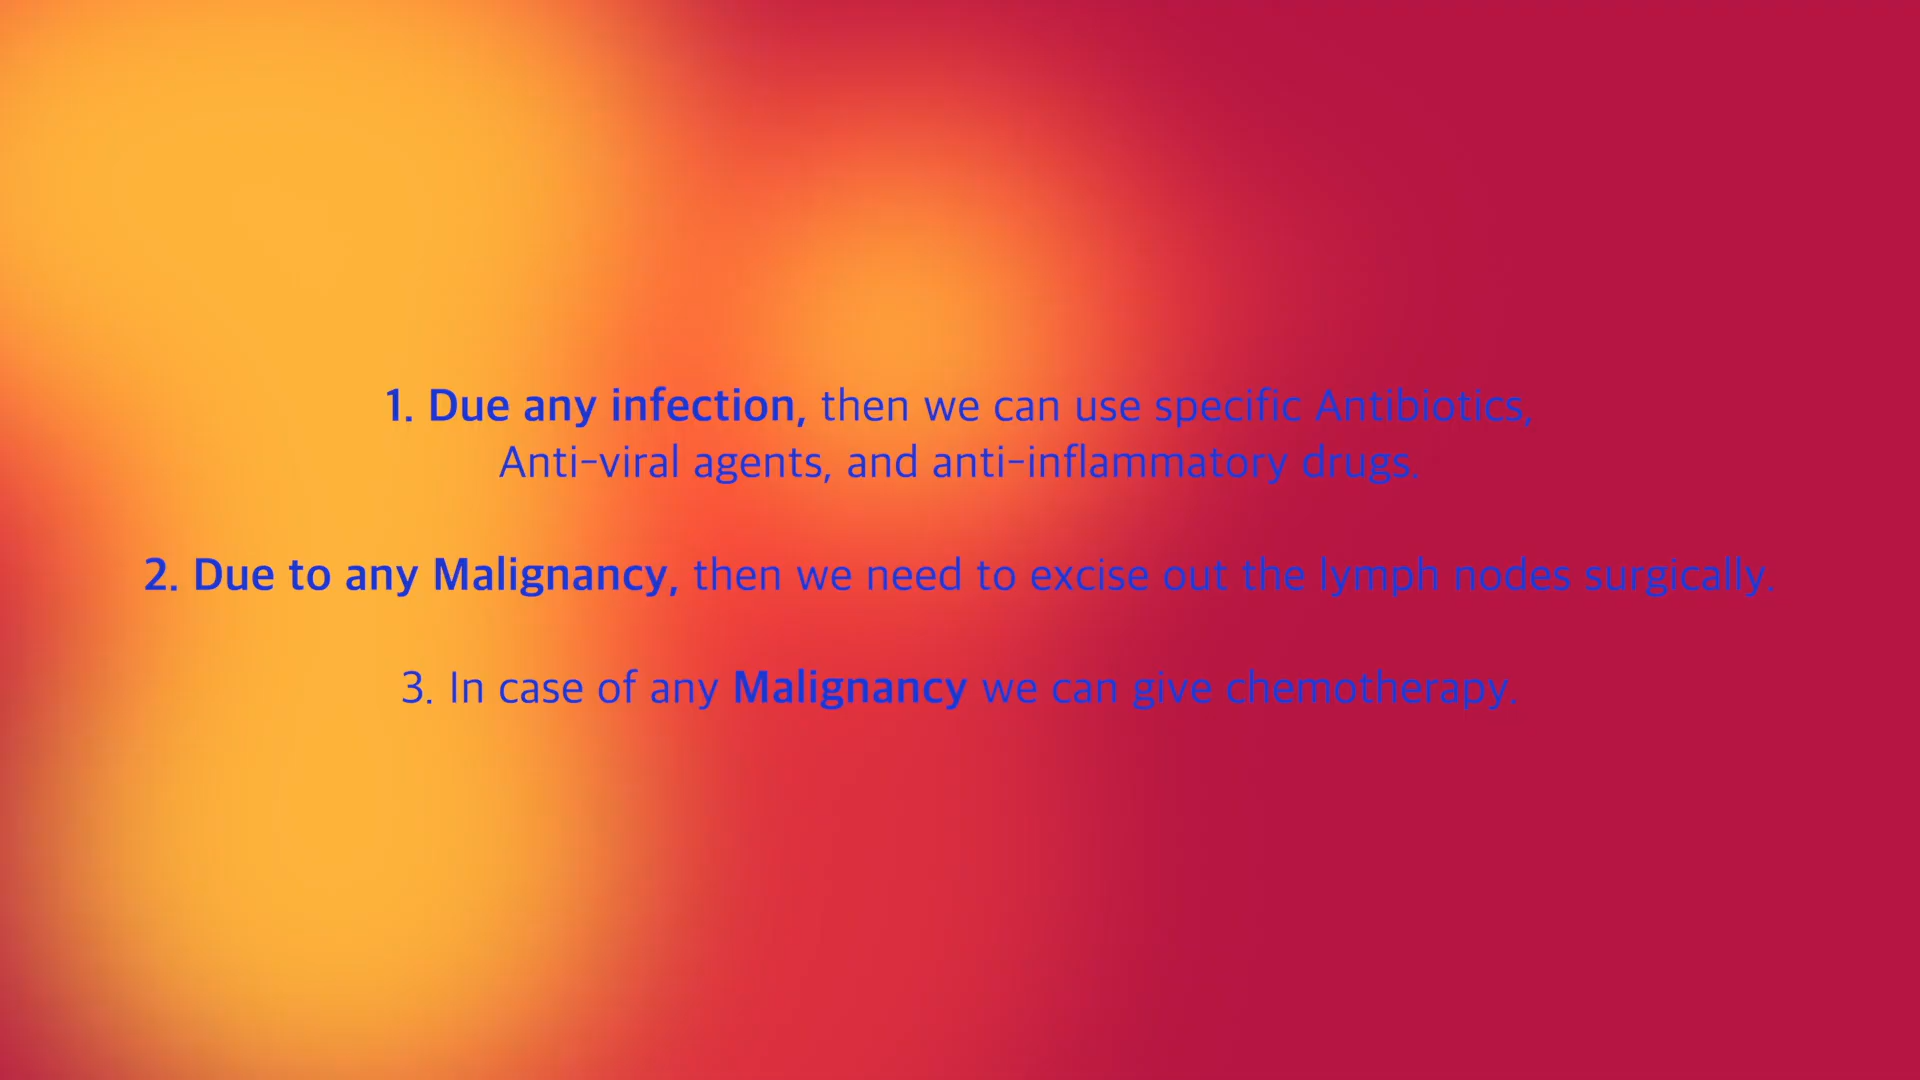 1. Due any infection, then we can use specific Antibiotics,
Anti-viral agents, and anti-inflammatory drugs.
2. Due to any Malignancy, then we need to excise out the lymph nodes surgically.
3. In case of any Malignancy we can give chemotherapy.